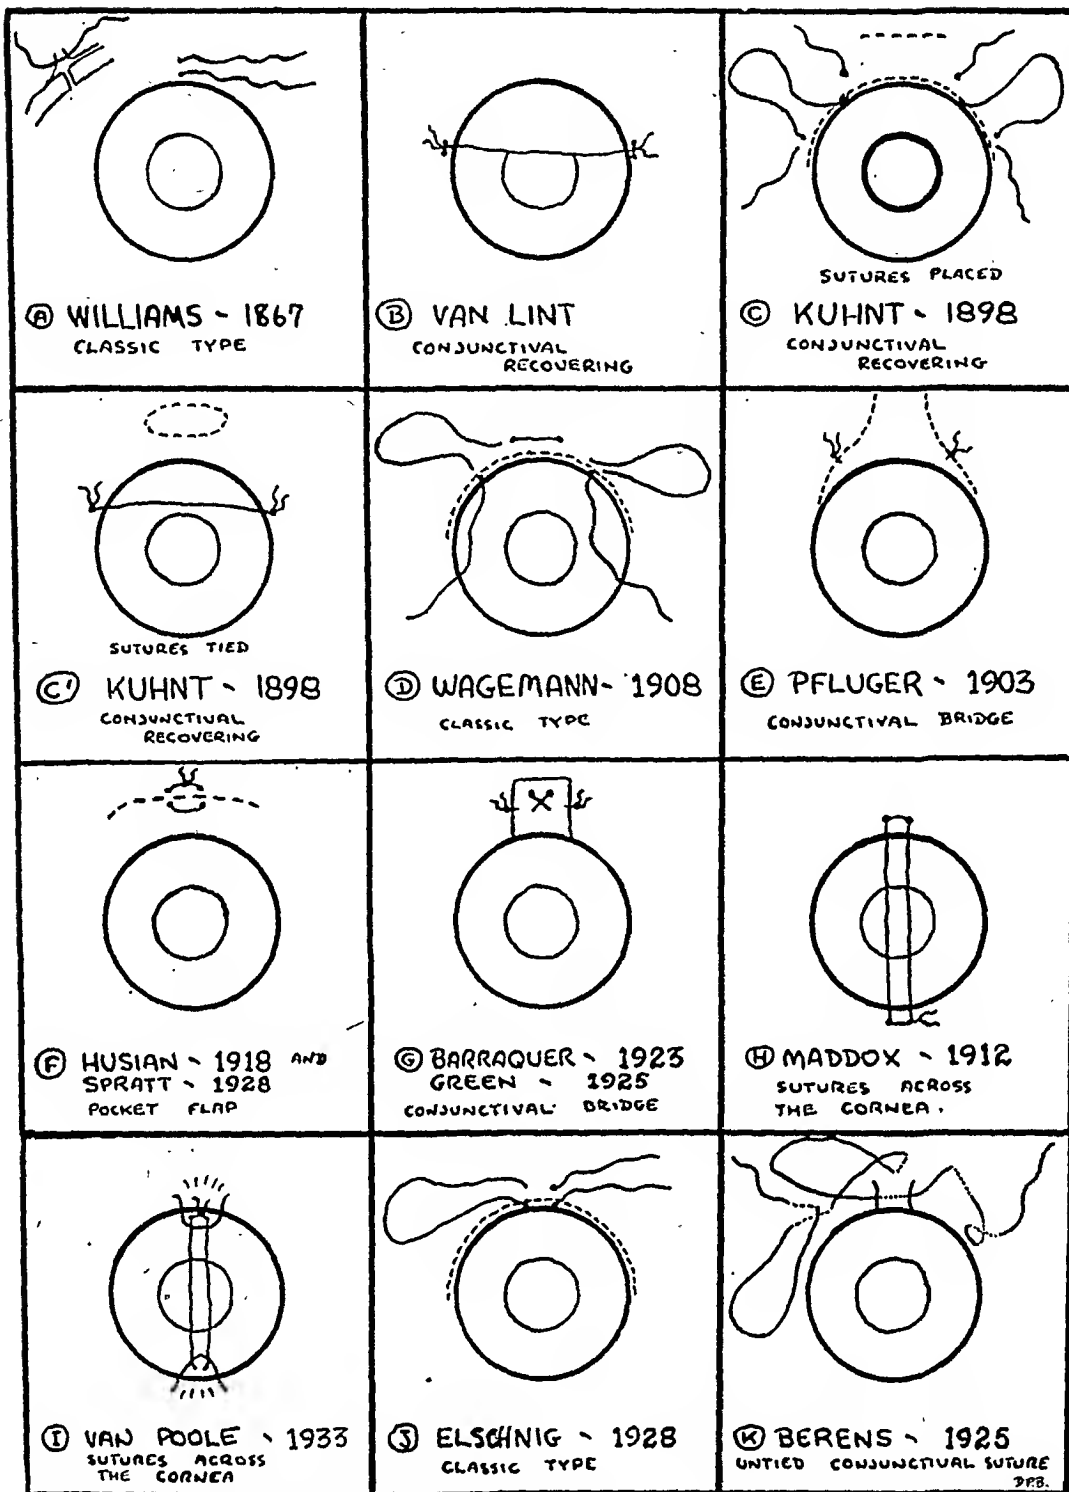 Ⓐ WILLIAMS - 1867
CLASSIC TYPE
Ⓑ VAN LINT
CONJUNCTIVAL
RECOVERING
SUTURES PLACED
Ⓒ KUHNT - 1898
CONJUNCTIVAL
RECOVERING
SUTURES TIED
C' KUHNT - 1898
CONJUNCTIVAL
RECOVERING
Ⓓ WAGEMANN - 1908
CLASSIC TYPE
Ⓔ PFLUGER - 1903
CONJUNCTIVAL BRIDGE
Ⓕ HUSIAN - 1918 AND
SPRATT - 1928
POCKET FLAP
Ⓖ BARRAQUER - 1923
GREEN - 1925
CONJUNCTIVAL BRIDGE
Ⓗ MADDOX - 1912
SUTURES ACROSS
THE CORNEA.
Ⓘ VAN POOLE - 1933
SUTURES ACROSS
THE CORNEA
Ⓙ ELSCHNIG - 1928
CLASSIC TYPE
Ⓚ BERENS - 1925
UNTIED CONJUNCTIVAL SUTURE
D.P.B.